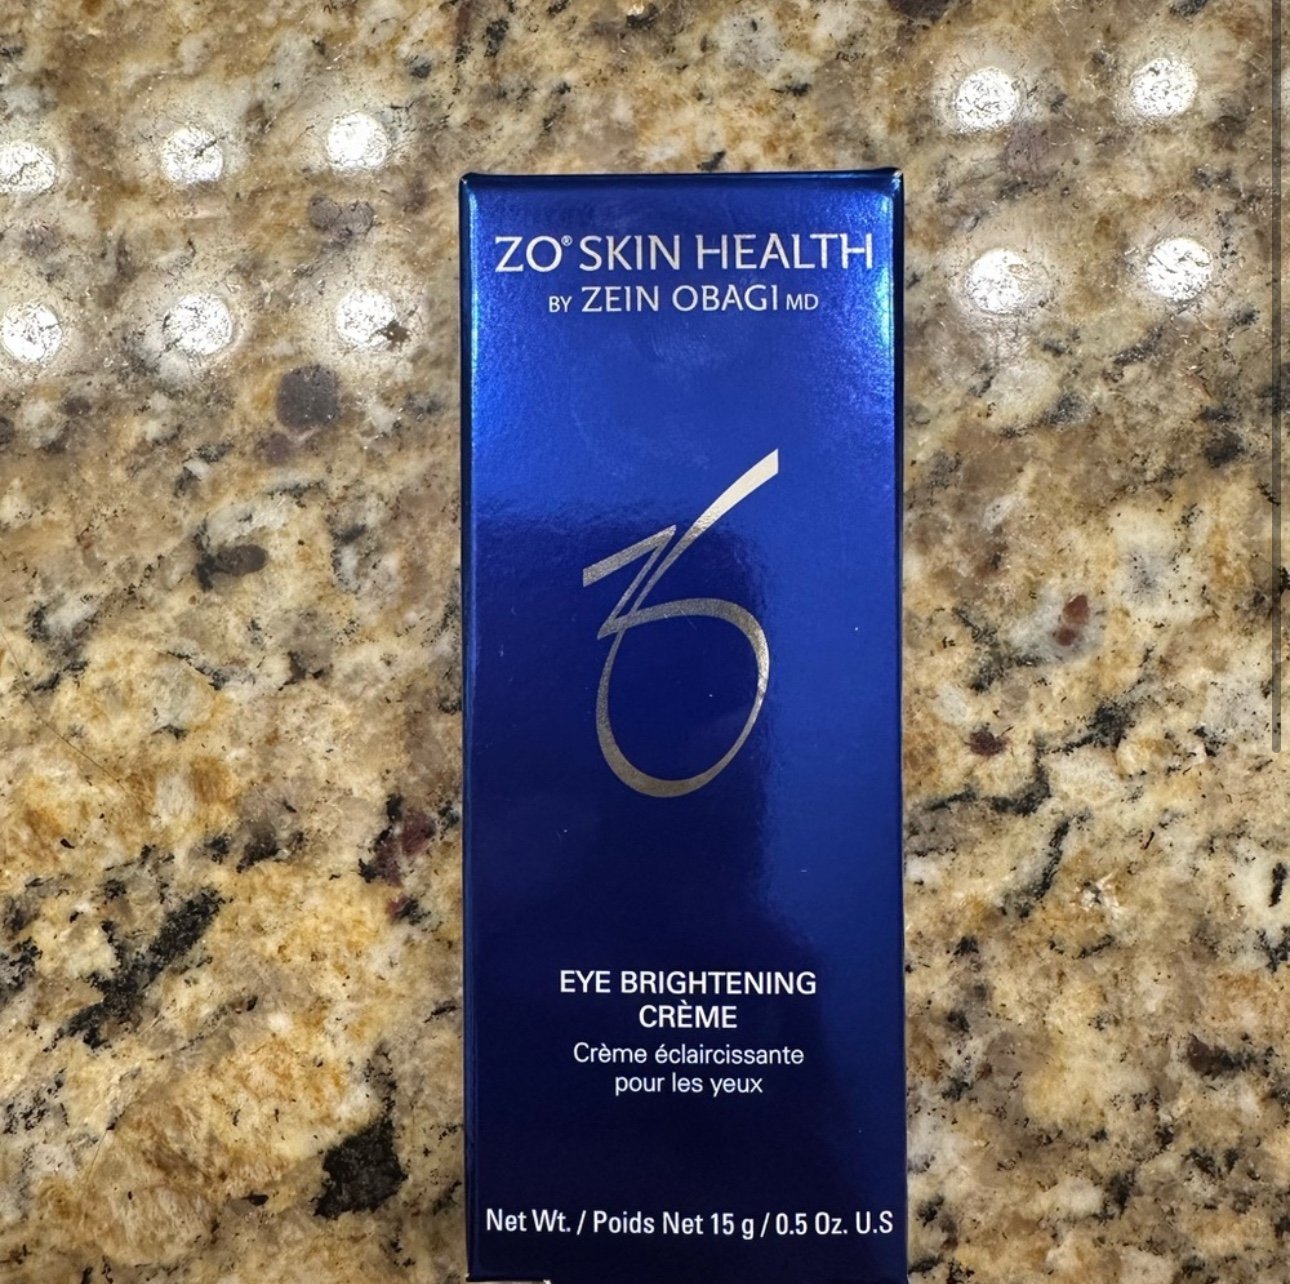 ZO® SKIN HEALTH
BY ZEIN OBAGI MD
EYE BRIGHTENING
CRÈME
Crème éclaircissante
pour les yeux
Net Wt. / Poids Net 15 g / 0.5 Oz. U.S